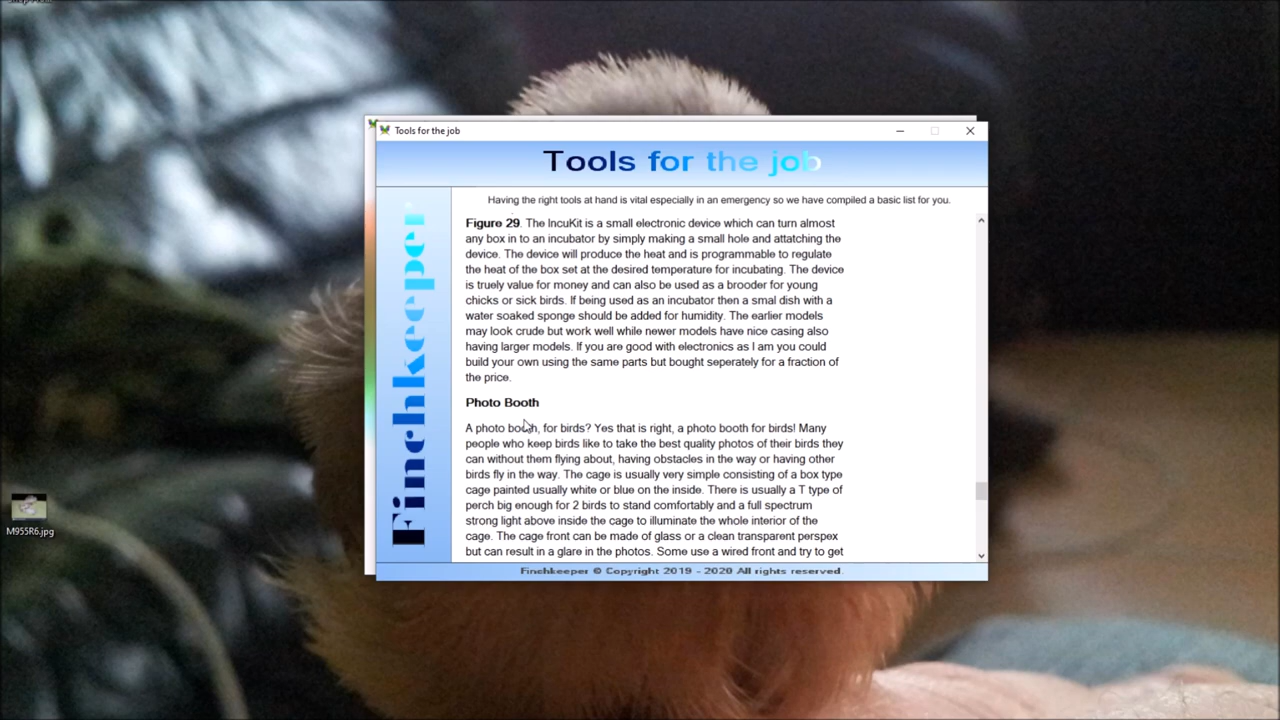 Tools for the job
Tools for the job
Having the right tools at hand is vital especially in an emergency so we have compiled a basic list for you.
Finchkeeper
Figure 29. The IncuKit is a small electronic device which can turn almost
any box in to an incubator by simply making a small hole and attatching the
device. The device will produce the heat and is programmable to regulate
the heat of the box set at the desired temperature for incubating. The device
is truely value for money and can also be used as a brooder for young
chicks or sick birds. If being used as an incubator then a smal dish with a
water soaked sponge should be added for humidity. The earlier models
may look crude but work well while newer models have nice casing also
having larger models. If you are good with electronics as I am you could
build your own using the same parts but bought seperately for a fraction of
the price.
Photo Booth
A photo booth, for birds? Yes that is right, a photo booth for birds! Many
people who keep birds like to take the best quality photos of their birds they
can without them flying about, having obstacles in the way or having other
birds fly in the way. The cage is usually very simple consisting of a box type
cage painted usually white or blue on the inside. There is usually a T type of
perch big enough for 2 birds to stand comfortably and a full spectrum
strong light above inside the cage to illuminate the whole interior of the
cage. The cage front can be made of glass or a clean transparent perspex
but can result in a glare in the photos. Some use a wired front and try to get
Finchkeeper © Copyright 2019 - 2020 All rights reserved.
M955R6.jpg